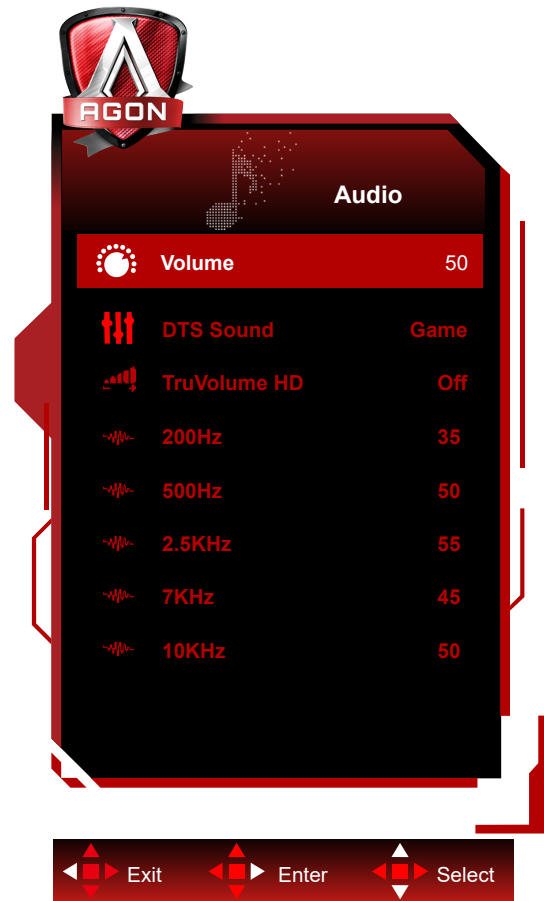 AGON
Audio
Volume 50
DTS Sound Game
TruVolume HD Off
200Hz 35
500Hz 50
2.5KHz 55
7KHz 45
10KHz 50
Exit Enter Select